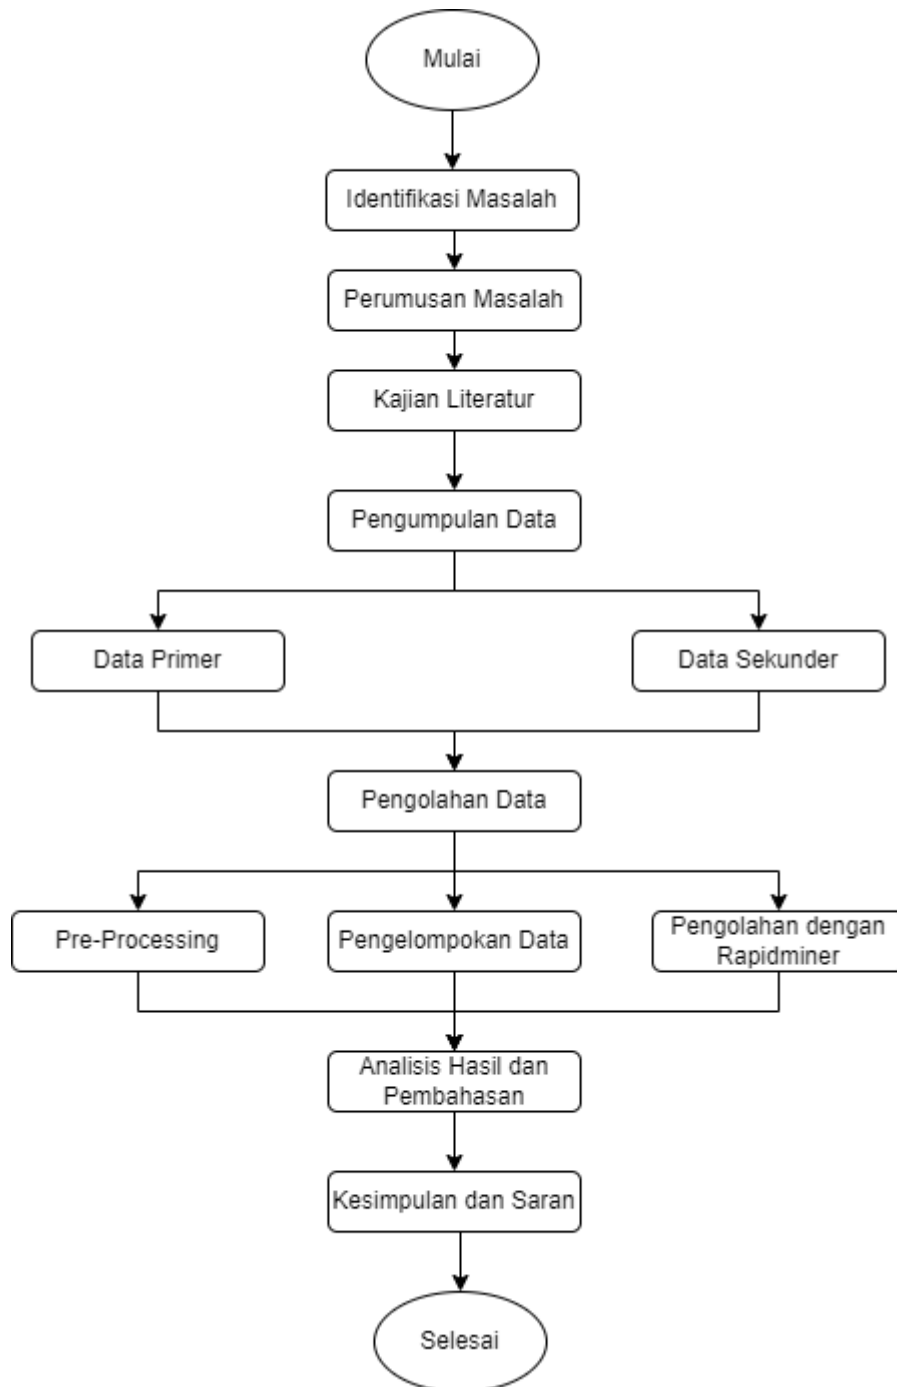 Mulai
Identifikasi Masalah
Perumusan Masalah
Kajian Literatur
Pengumpulan Data
Data Primer
Data Sekunder
Pengolahan Data
Pre-Processing
Pengelompokan Data
Pengolahan dengan
Rapidminer
Analisis Hasil dan
Pembahasan
Kesimpulan dan Saran
Selesai